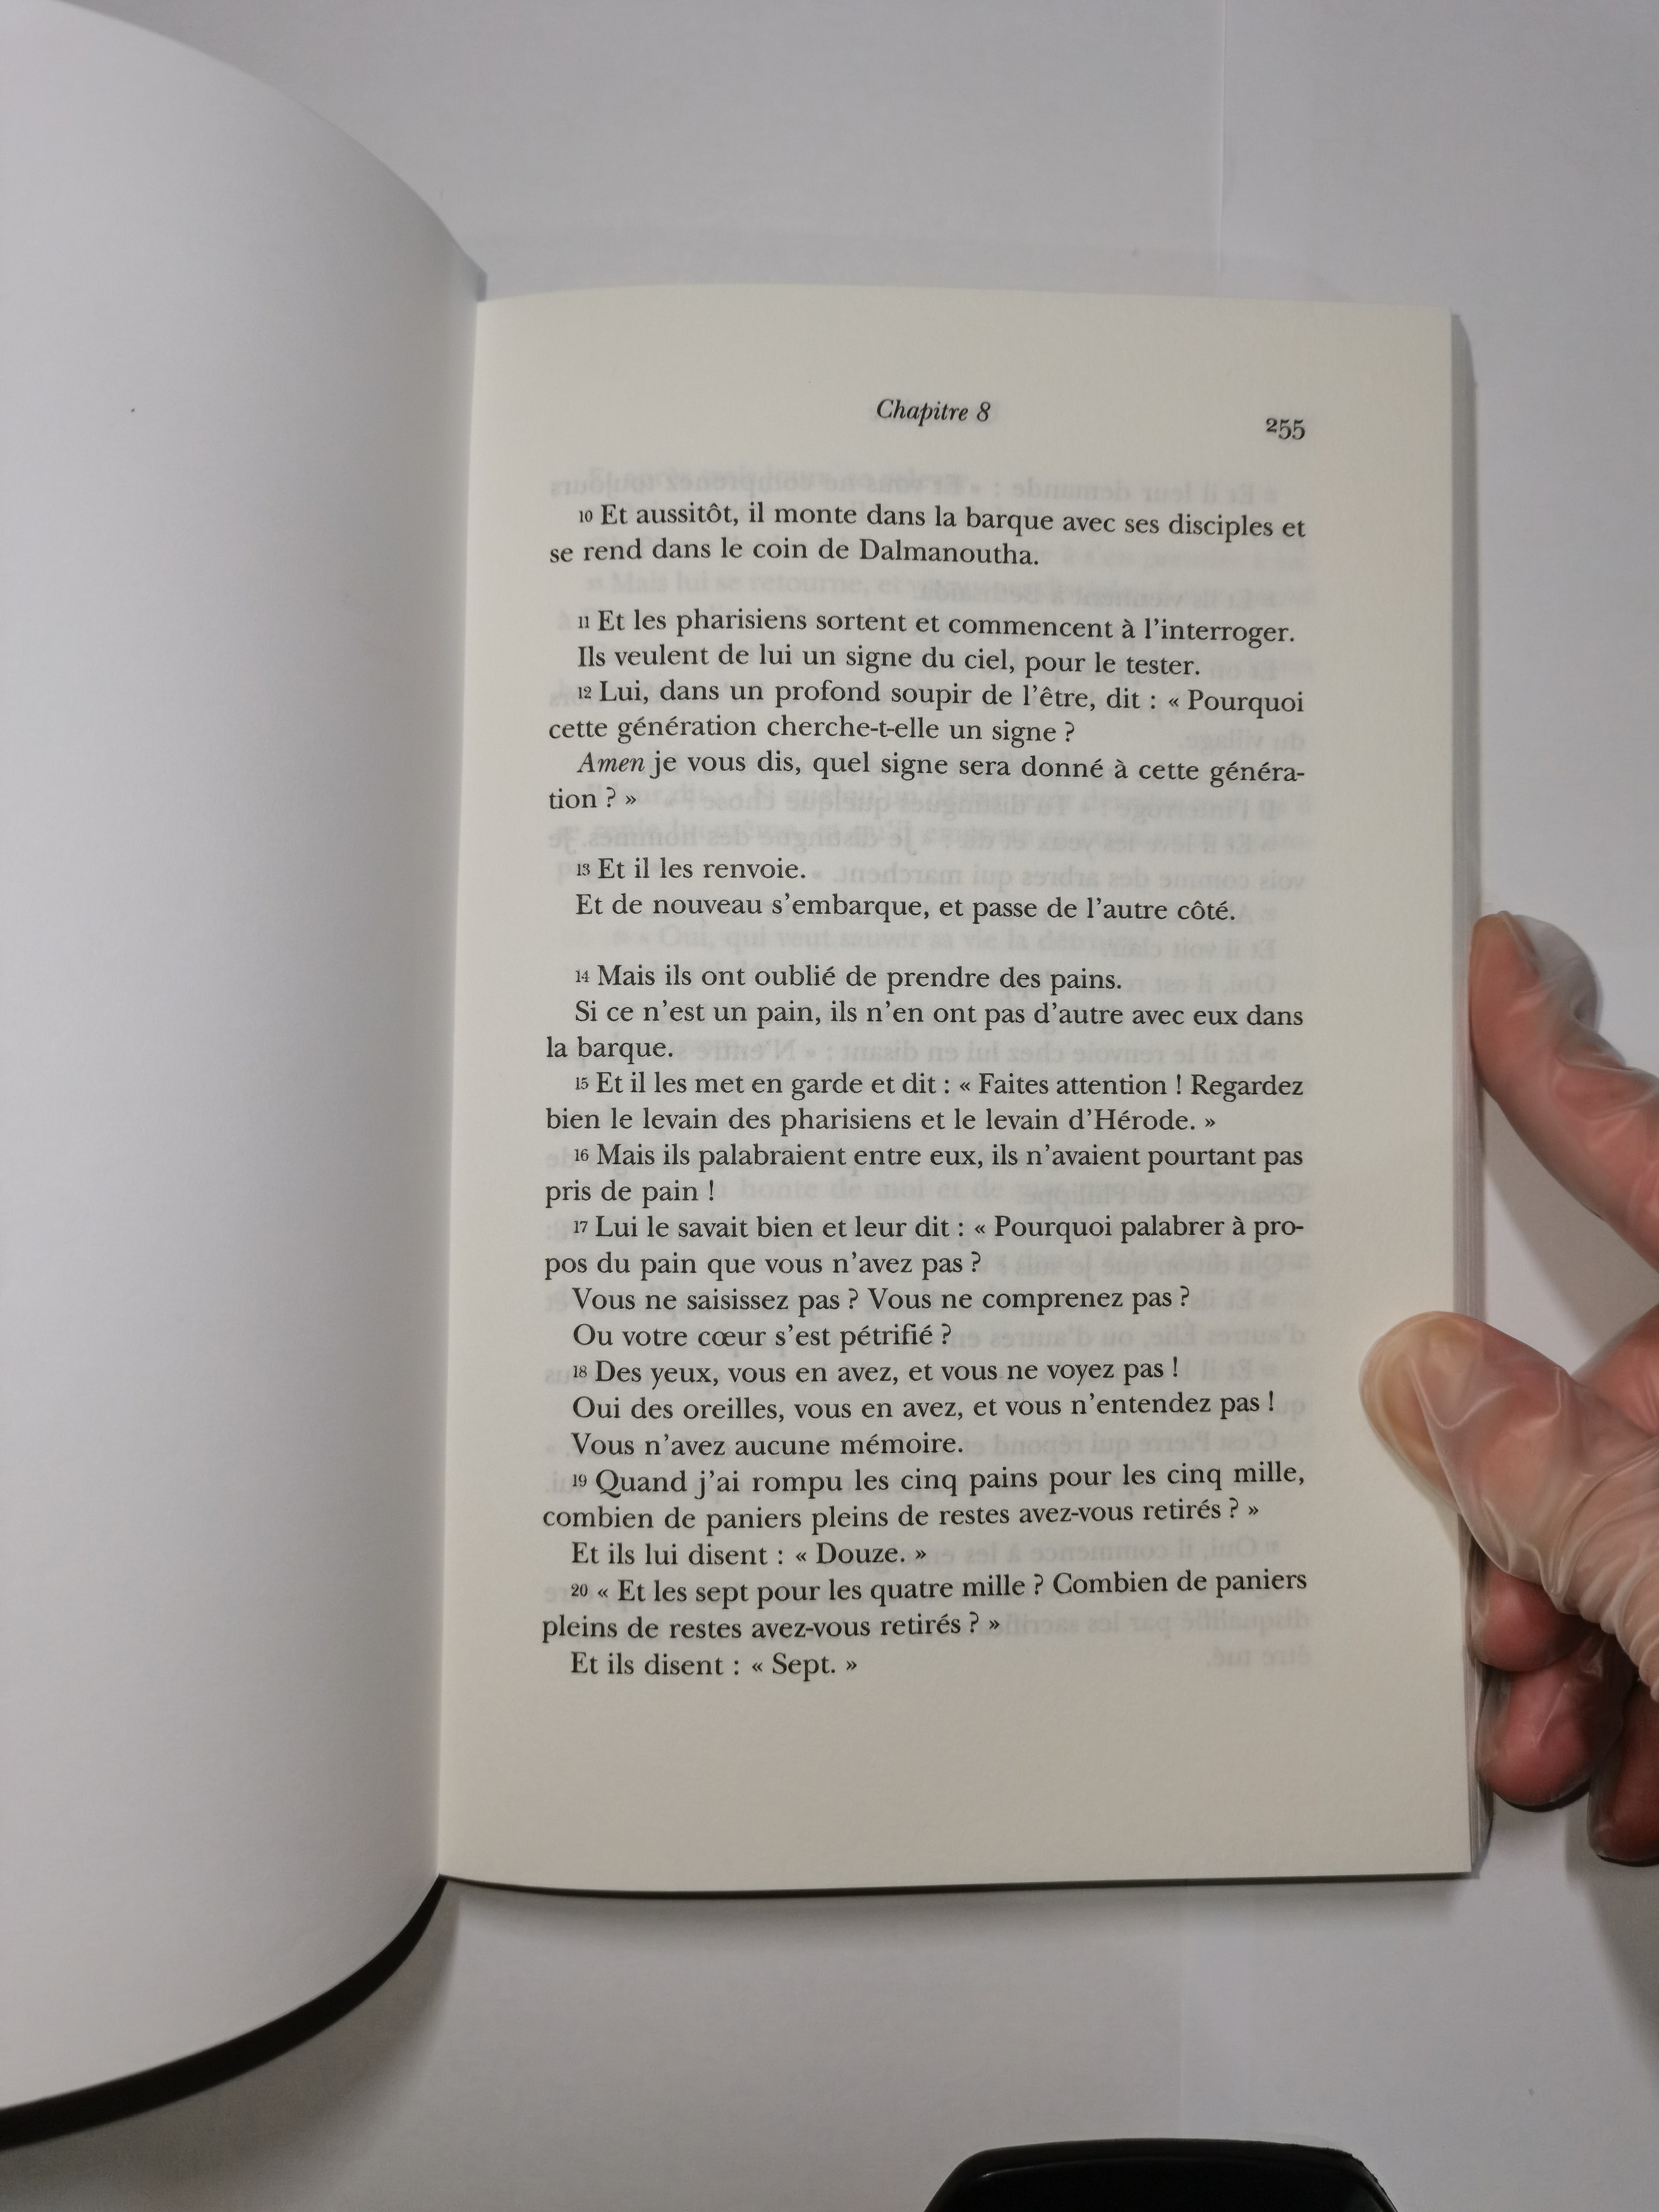 Chapitre 8
255
10 Et aussitôt, il monte dans la barque avec ses disciples et
se rend dans le coin de Dalmanoutha.
11 Et les pharisiens sortent et commencent à l’interroger.
Ils veulent de lui un signe du ciel, pour le tester.
12 Lui, dans un profond soupir de l’être, dit : « Pourquoi
cette génération cherche-t-elle un signe ?
Amen je vous dis, quel signe sera donné à cette généra-
tion ? »
13 Et il les renvoie.
Et de nouveau s’embarque, et passe de l’autre côté.
14 Mais ils ont oublié de prendre des pains.
Si ce n’est un pain, ils n’en ont pas d’autre avec eux dans
la barque.
15 Et il les met en garde et dit : « Faites attention ! Regardez
bien le levain des pharisiens et le levain d’Hérode. »
16 Mais ils palabraient entre eux, ils n’avaient pourtant pas
pris de pain !
17 Lui le savait bien et leur dit : « Pourquoi palabrer à pro-
pos du pain que vous n’avez pas ?
Vous ne saisissez pas ? Vous ne comprenez pas ?
Ou votre cœur s’est pétrifié ?
18 Des yeux, vous en avez, et vous ne voyez pas !
Oui des oreilles, vous en avez, et vous n’entendez pas !
Vous n’avez aucune mémoire.
19 Quand j’ai rompu les cinq pains pour les cinq mille,
combien de paniers pleins de restes avez-vous retirés ? »
Et ils lui disent : « Douze. »
20 « Et les sept pour les quatre mille ? Combien de paniers
pleins de restes avez-vous retirés ? »
Et ils disent : « Sept. »